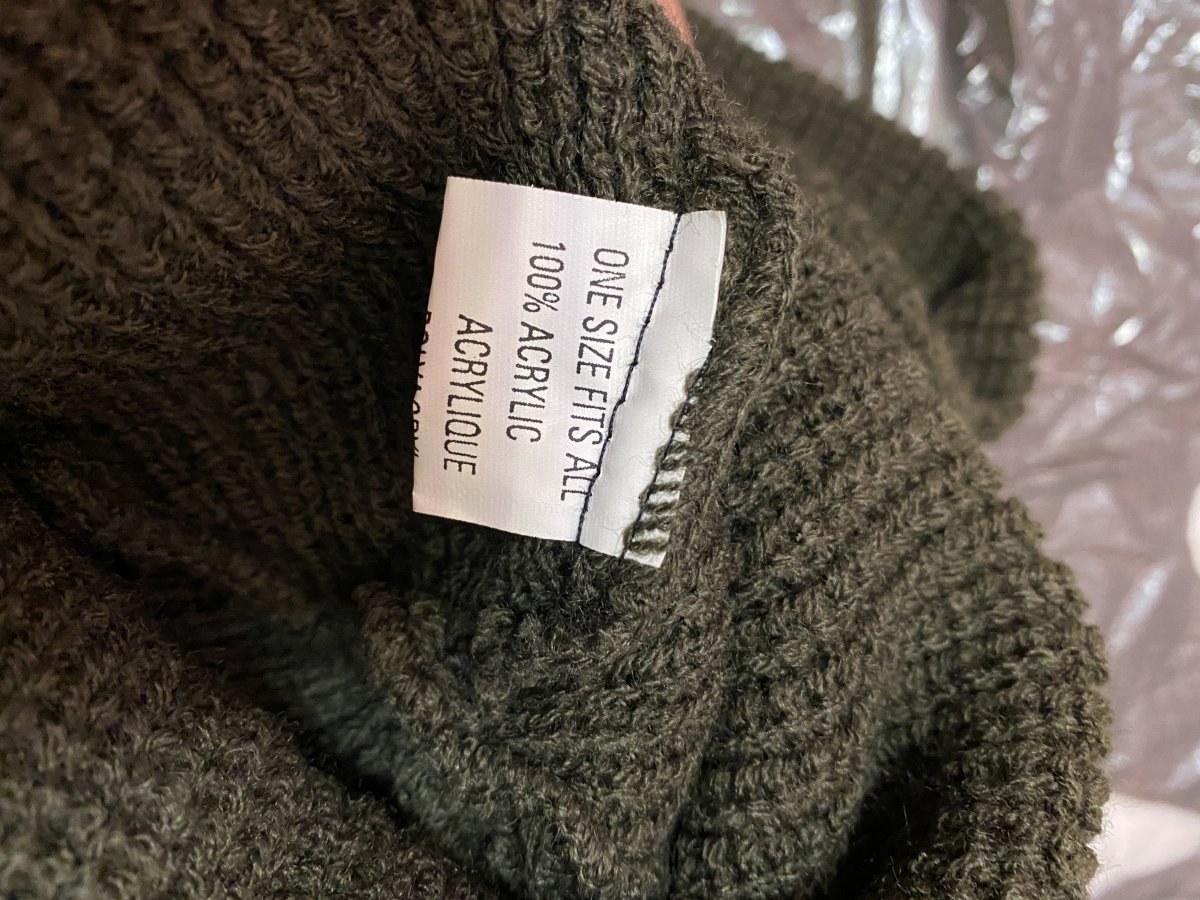 ONE SIZE FITS ALL
100% ACRYLIC
ACRYLIQUE